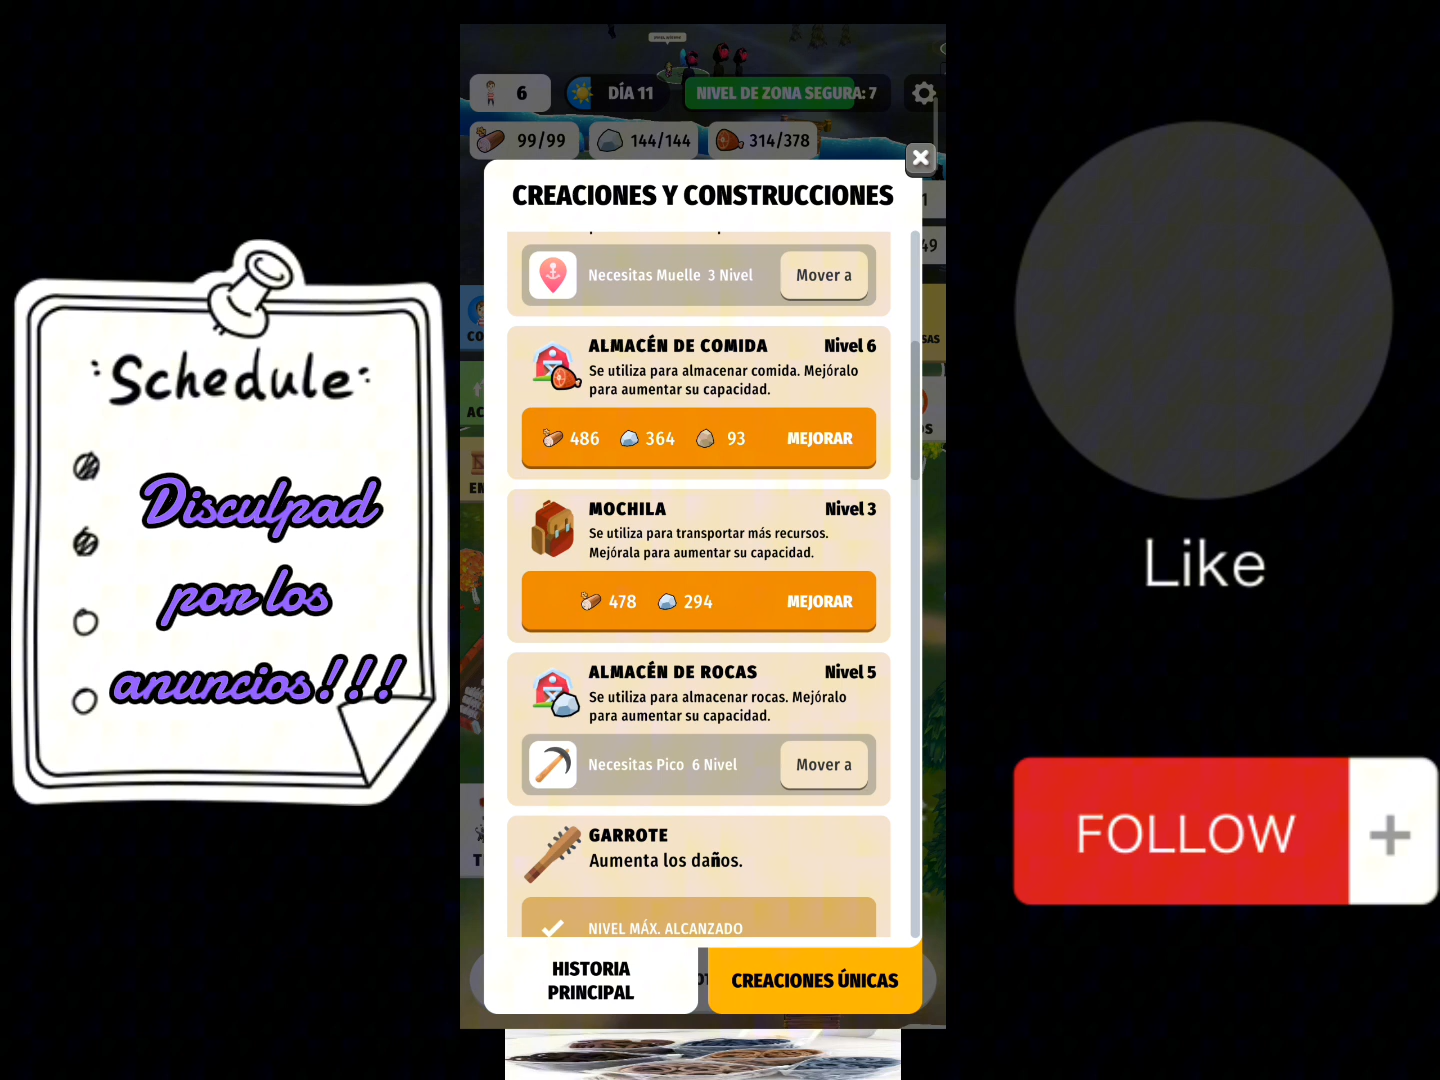 6
DÍA 11
NIVEL DE ZONA SEGURA: 7
99/99
144/144
314/378
CREACIONES Y CONSTRUCCIONES
Necesitas Muelle 3 Nivel
Mover a
ALMACÉN DE COMIDA
Nivel 6
Se utiliza para almacenar comida. Mejóralo
para aumentar su capacidad.
486
364
93
MEJORAR
MOCHILA
Nivel 3
Se utiliza para transportar más recursos.
Mejórala para aumentar su capacidad.
478
294
MEJORAR
ALMACÉN DE ROCAS
Nivel 5
Se utiliza para almacenar rocas. Mejóralo
para aumentar su capacidad.
Necesitas Pico 6 Nivel
Mover a
GARROTE
Aumenta los daños.
NIVEL MÁX. ALCANZADO
HISTORIA
PRINCIPAL
CREACIONES ÚNICAS
Schedule
Disculpad
por los
anuncios!!!
Like
FOLLOW +